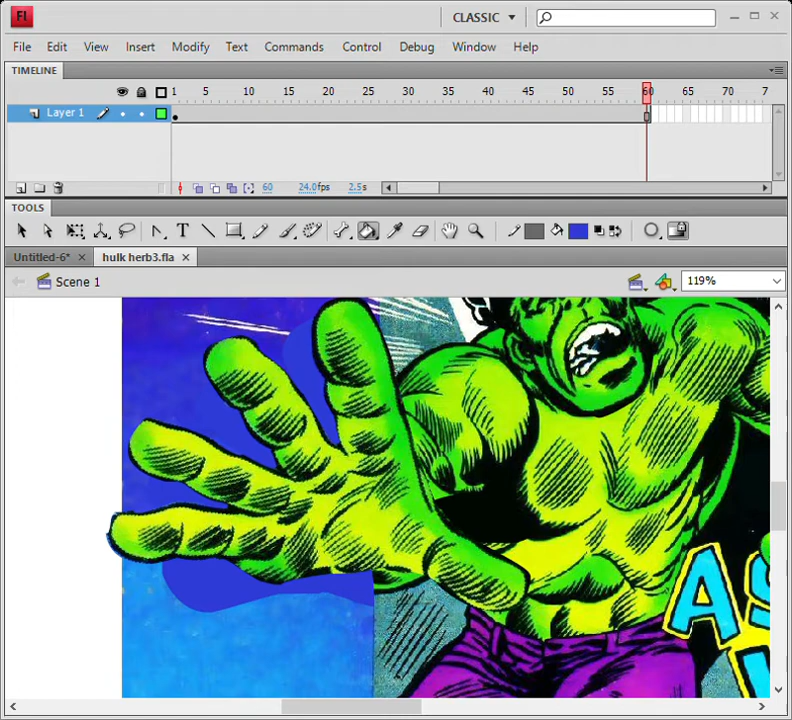 Fl CLASSIC
File Edit View Insert Modify Text Commands Control Debug Window Help
TIMELINE
1 5 10 15 20 25 30 35 40 45 50 55 60 65 70 7
Layer 1
60 24.0fps 2.5s
TOOLS
T
Untitled-6* × hulk herb3.fla ×
Scene 1 119%
AS